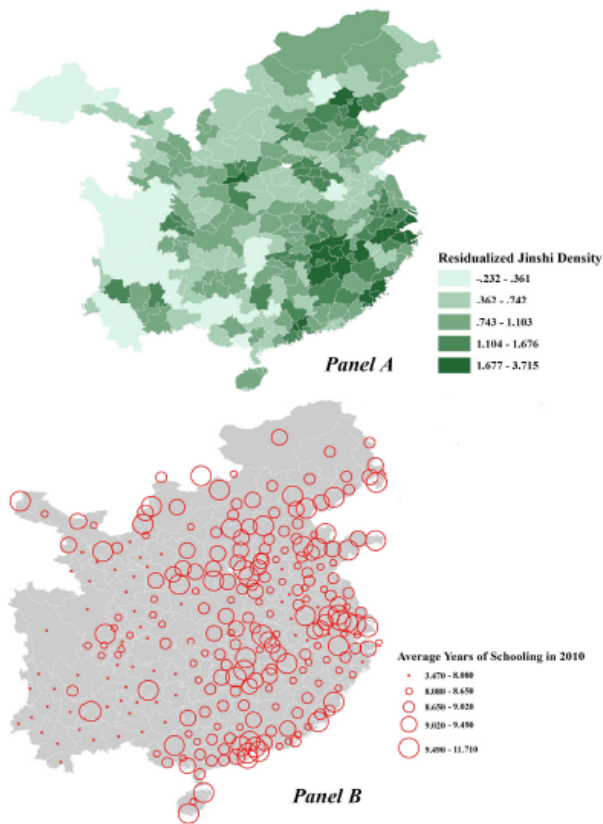 Residualized Jinshi Density
-.232 - .361
.362 - .742
.743 - 1.103
1.104 - 1.676
1.677 - 3.715
Panel A
Average Years of Schooling in 2010
3.470 - 8.080
8.080 - 8.650
8.650 - 9.020
9.020 - 9.490
9.490 - 11.710
Panel B